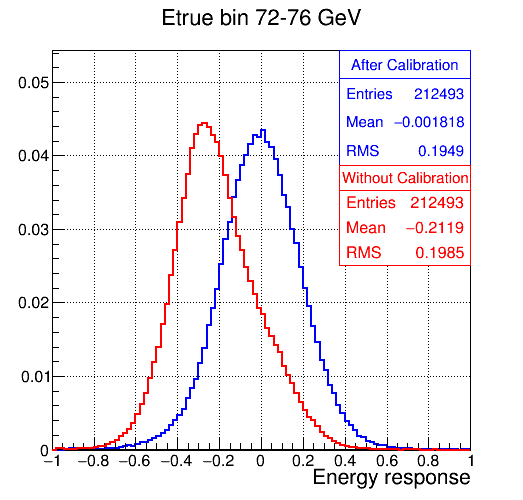 Etrue bin 72-76 GeV
After Calibration
Entries 212493
Mean −0.001818
RMS 0.1949
Without Calibration
Entries 212493
Mean −0.2119
RMS 0.1985
0.05
0.04
0.03
0.02
0.01
0
−1 −0.8 −0.6 −0.4 −0.2 0 0.2 0.4 0.6 0.8 1
Energy response